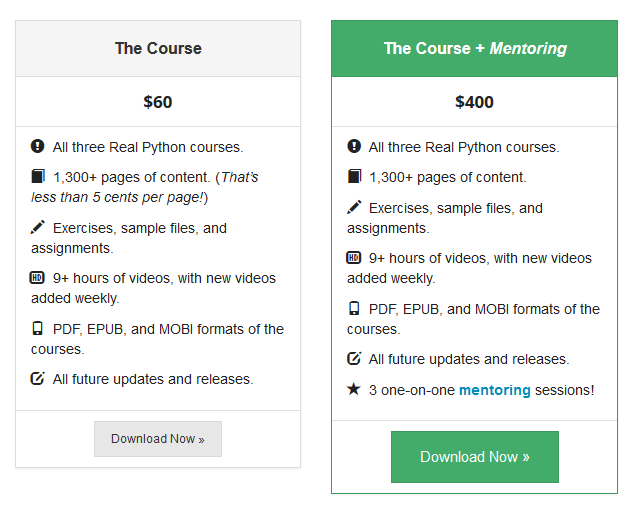 The Course
$60
All three Real Python courses.
1,300+ pages of content. (That's
less than 5 cents per page!)
Exercises, sample files, and
assignments.
HD 9+ hours of videos, with new videos
added weekly.
PDF, EPUB, and MOBI formats of the
courses.
All future updates and releases.
Download Now »
The Course + Mentoring
$400
All three Real Python courses.
1,300+ pages of content.
Exercises, sample files, and
assignments.
HD 9+ hours of videos, with new videos
added weekly.
PDF, EPUB, and MOBI formats of the
courses.
All future updates and releases.
3 one-on-one mentoring sessions!
Download Now »